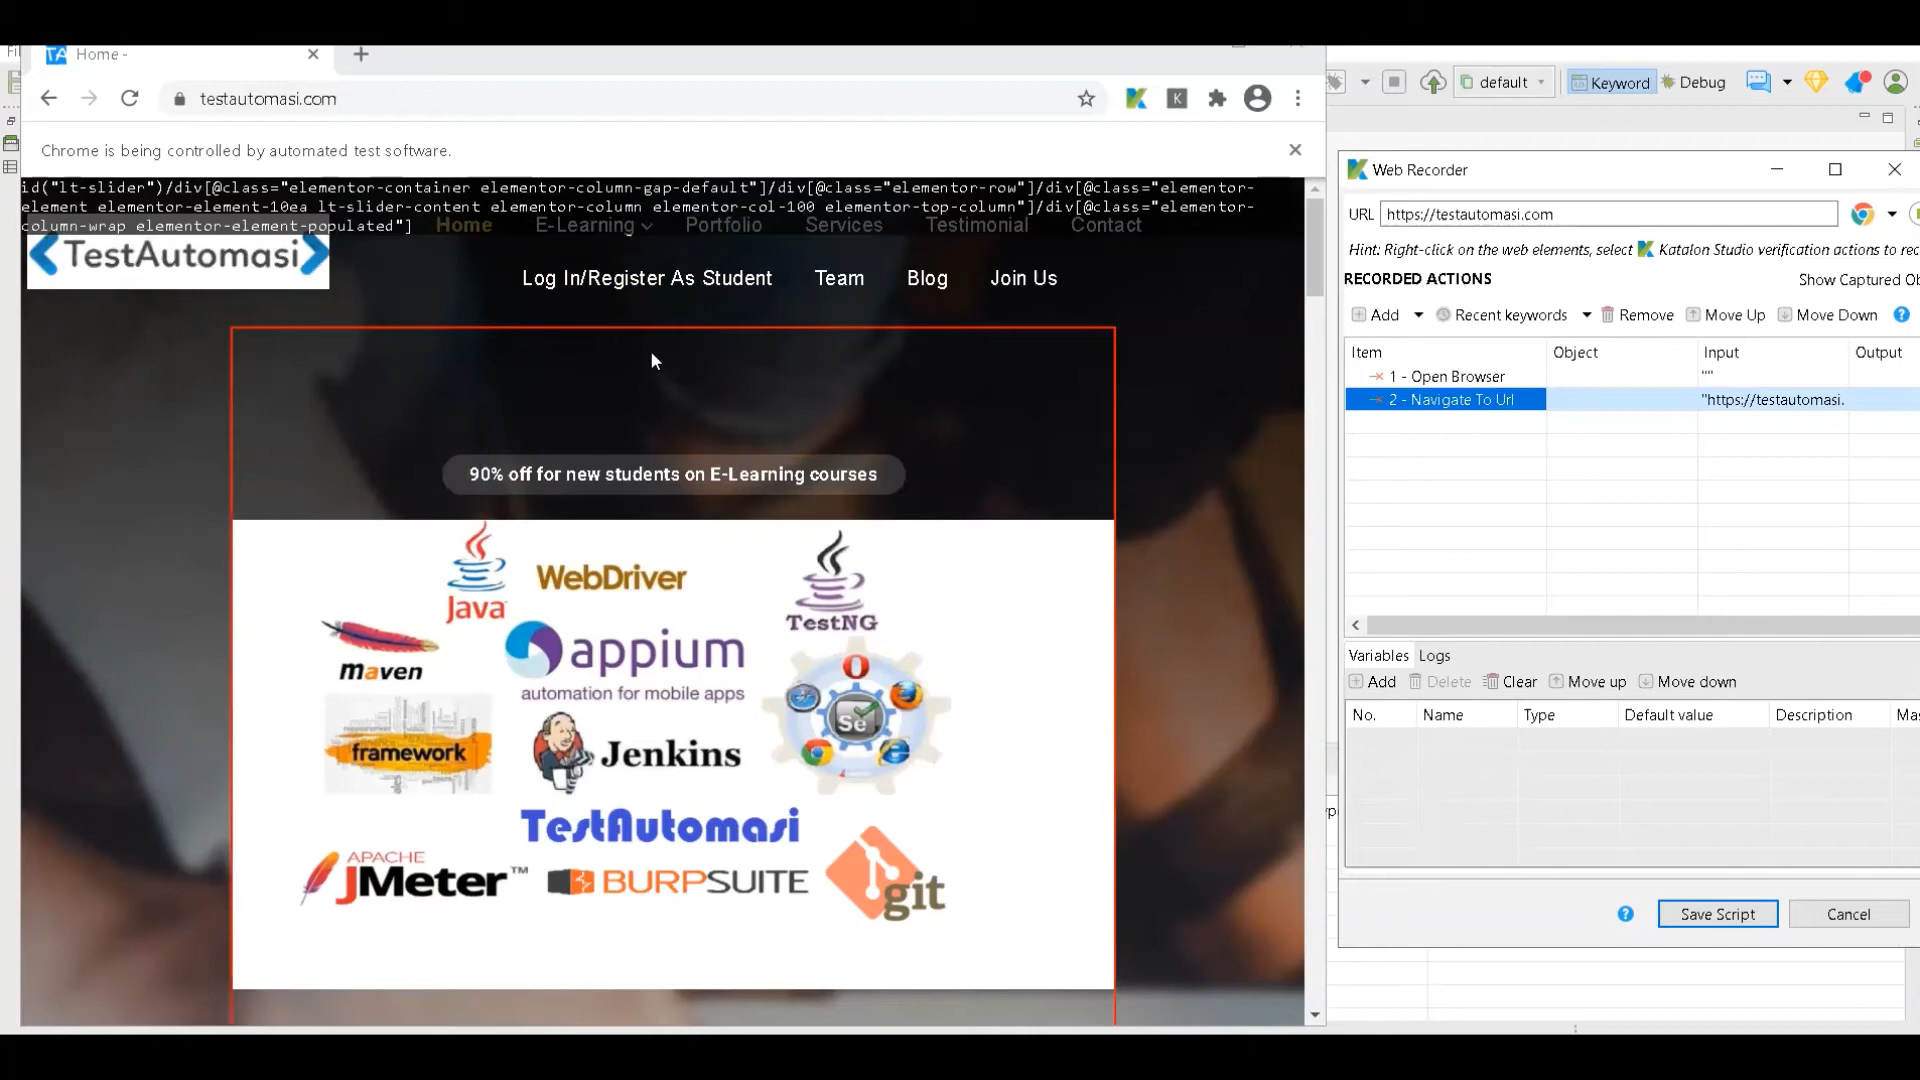 Home -
testautomasi.com
Chrome is being controlled by automated test software.
id("lt-slider")/div[@class="elementor-container elementor-column-gap-default"]/div[@class="elementor-row"]/div[@class="elementor-
element elementor-element-10ea lt-slider-content elementor-column elementor-col-100 elementor-top-column"]/div[@class="elementor-
column-wrap elementor-element-populated"]
Home E-Learning Portfolio Services Testimonial Contact
TestAutomasi
Log In/Register As Student Team Blog Join Us
90% off for new students on E-Learning courses
Java
WebDriver
TestNG
maven
appium
automation for mobile apps
framework
Jenkins
Se
TestAutomasi
APACHE
JMeter™
BURPSUITE
git
default
Keyword
Debug
Web Recorder
URL https://testautomasi.com
Hint: Right-click on the web elements, select Katalon Studio verification actions to rec
RECORDED ACTIONS
Show Captured Ob
Add Recent keywords Remove Move Up Move Down
Item Object Input Output
1 - Open Browser ""
2 - Navigate To Url "https://testautomasi.
Variables Logs
Add Delete Clear Move up Move down
No. Name Type Default value Description Mas
Save Script Cancel